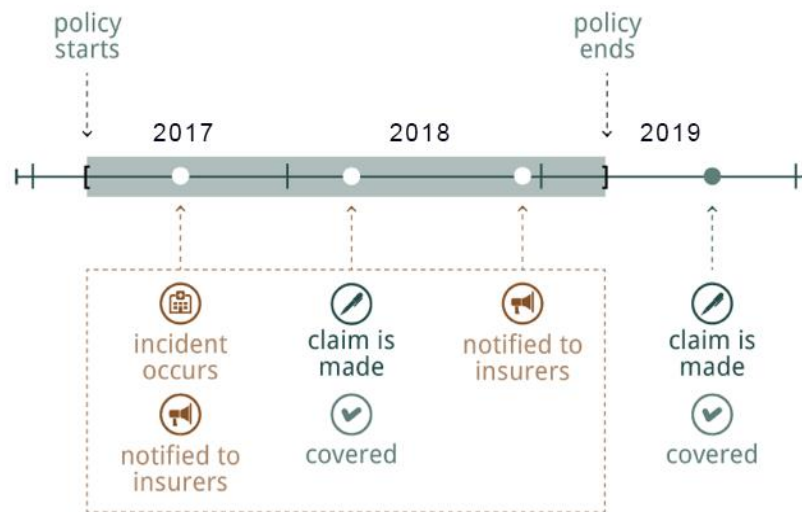 policy
starts
policy
ends
2017
2018
2019
incident
occurs
notified to
insurers
claim is
made
covered
notified to
insurers
claim is
made
covered